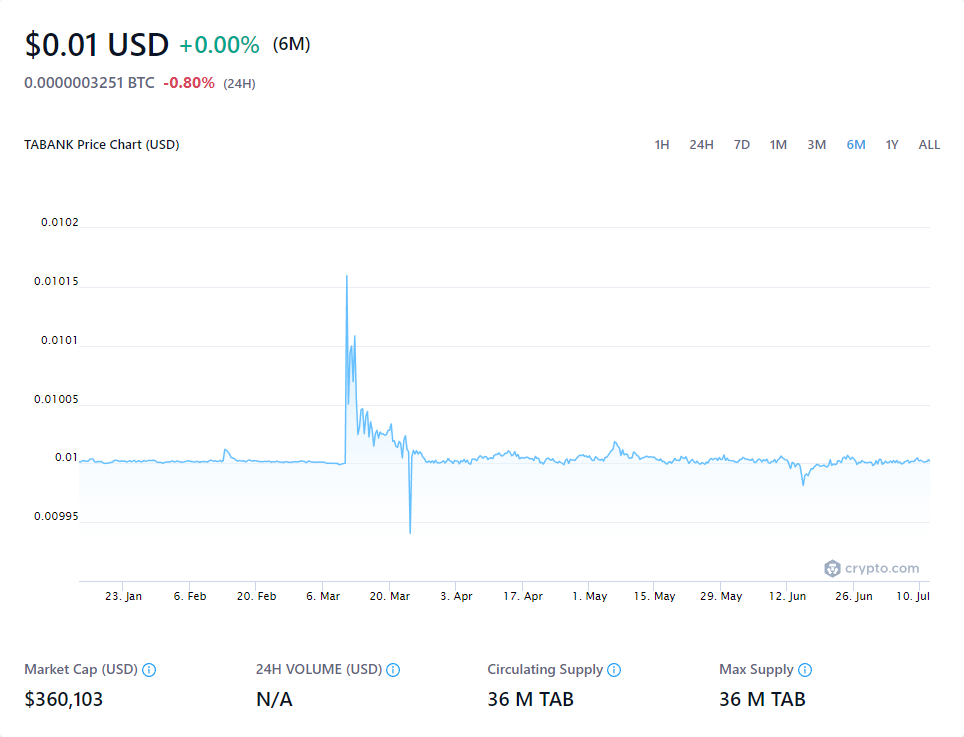 $0.01 USD +0.00% (6M)
0.0000003251 BTC -0.80% (24H)
TABANK Price Chart (USD) 1H 24H 7D 1M 3M 6M 1Y ALL
0.0102
0.01015
0.0101
0.01005
0.01
0.00995
crypto.com
23. Jan 6. Feb 20. Feb 6. Mar 20. Mar 3. Apr 17. Apr 1. May 15. May 29. May 12. Jun 26. Jun 10. Jul
Market Cap (USD) 24H VOLUME (USD) Circulating Supply Max Supply
$360,103 N/A 36 M TAB 36 M TAB